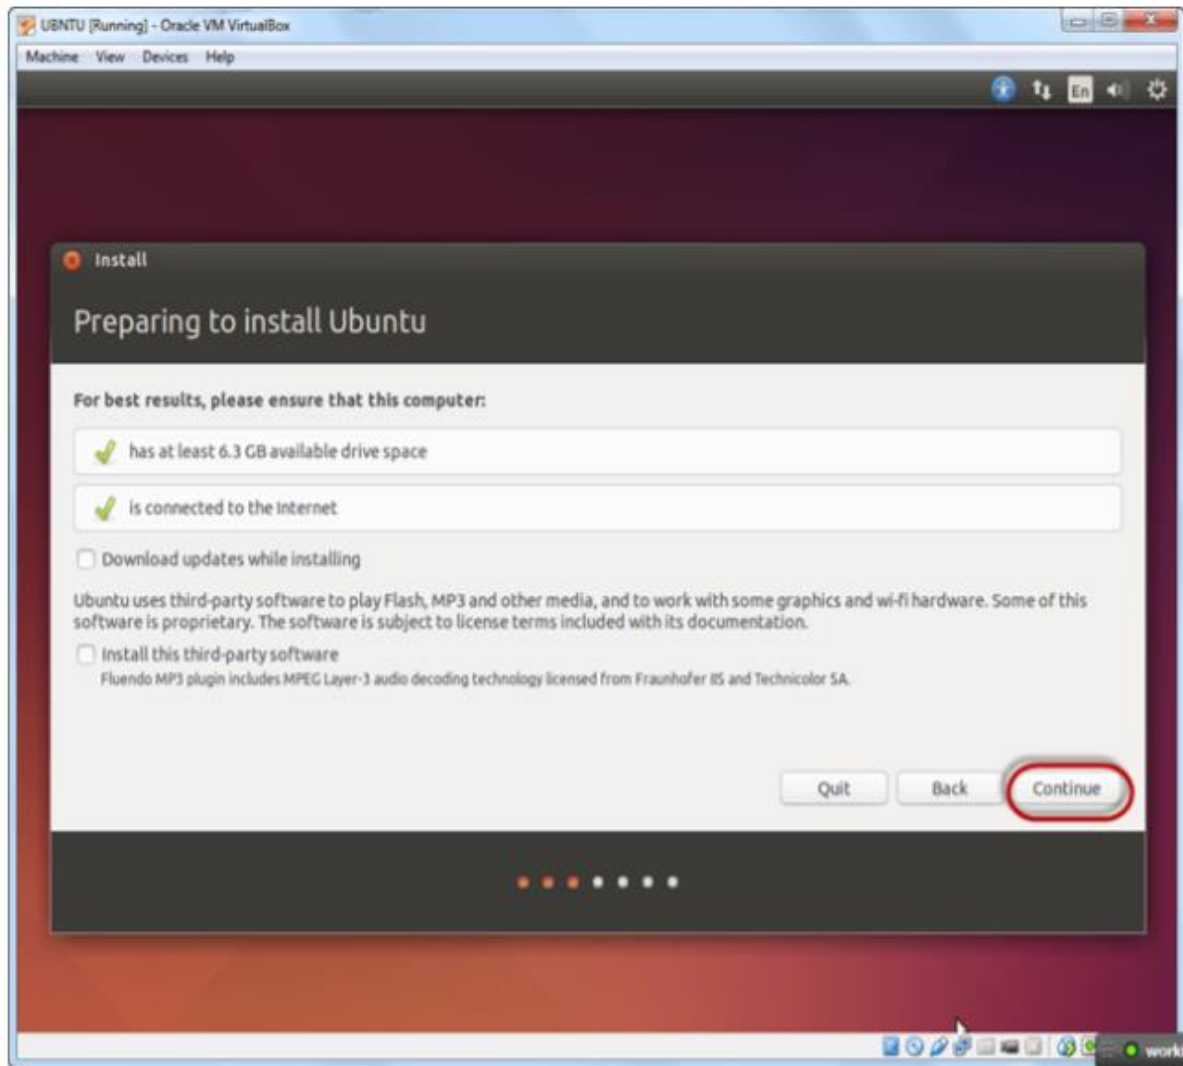 UBNTU [Running] - Oracle VM VirtualBox
Machine View Devices Help
En
Install
Preparing to install Ubuntu
For best results, please ensure that this computer:
has at least 6.3 GB available drive space
is connected to the Internet
Download updates while installing
Ubuntu uses third-party software to play Flash, MP3 and other media, and to work with some graphics and wi-fi hardware. Some of this
software is proprietary. The software is subject to license terms included with its documentation.
Install this third-party software
Fluendo MP3 plugin includes MPEG Layer-3 audio decoding technology licensed from Fraunhofer IIS and Technicolor SA.
Quit Back Continue
worki